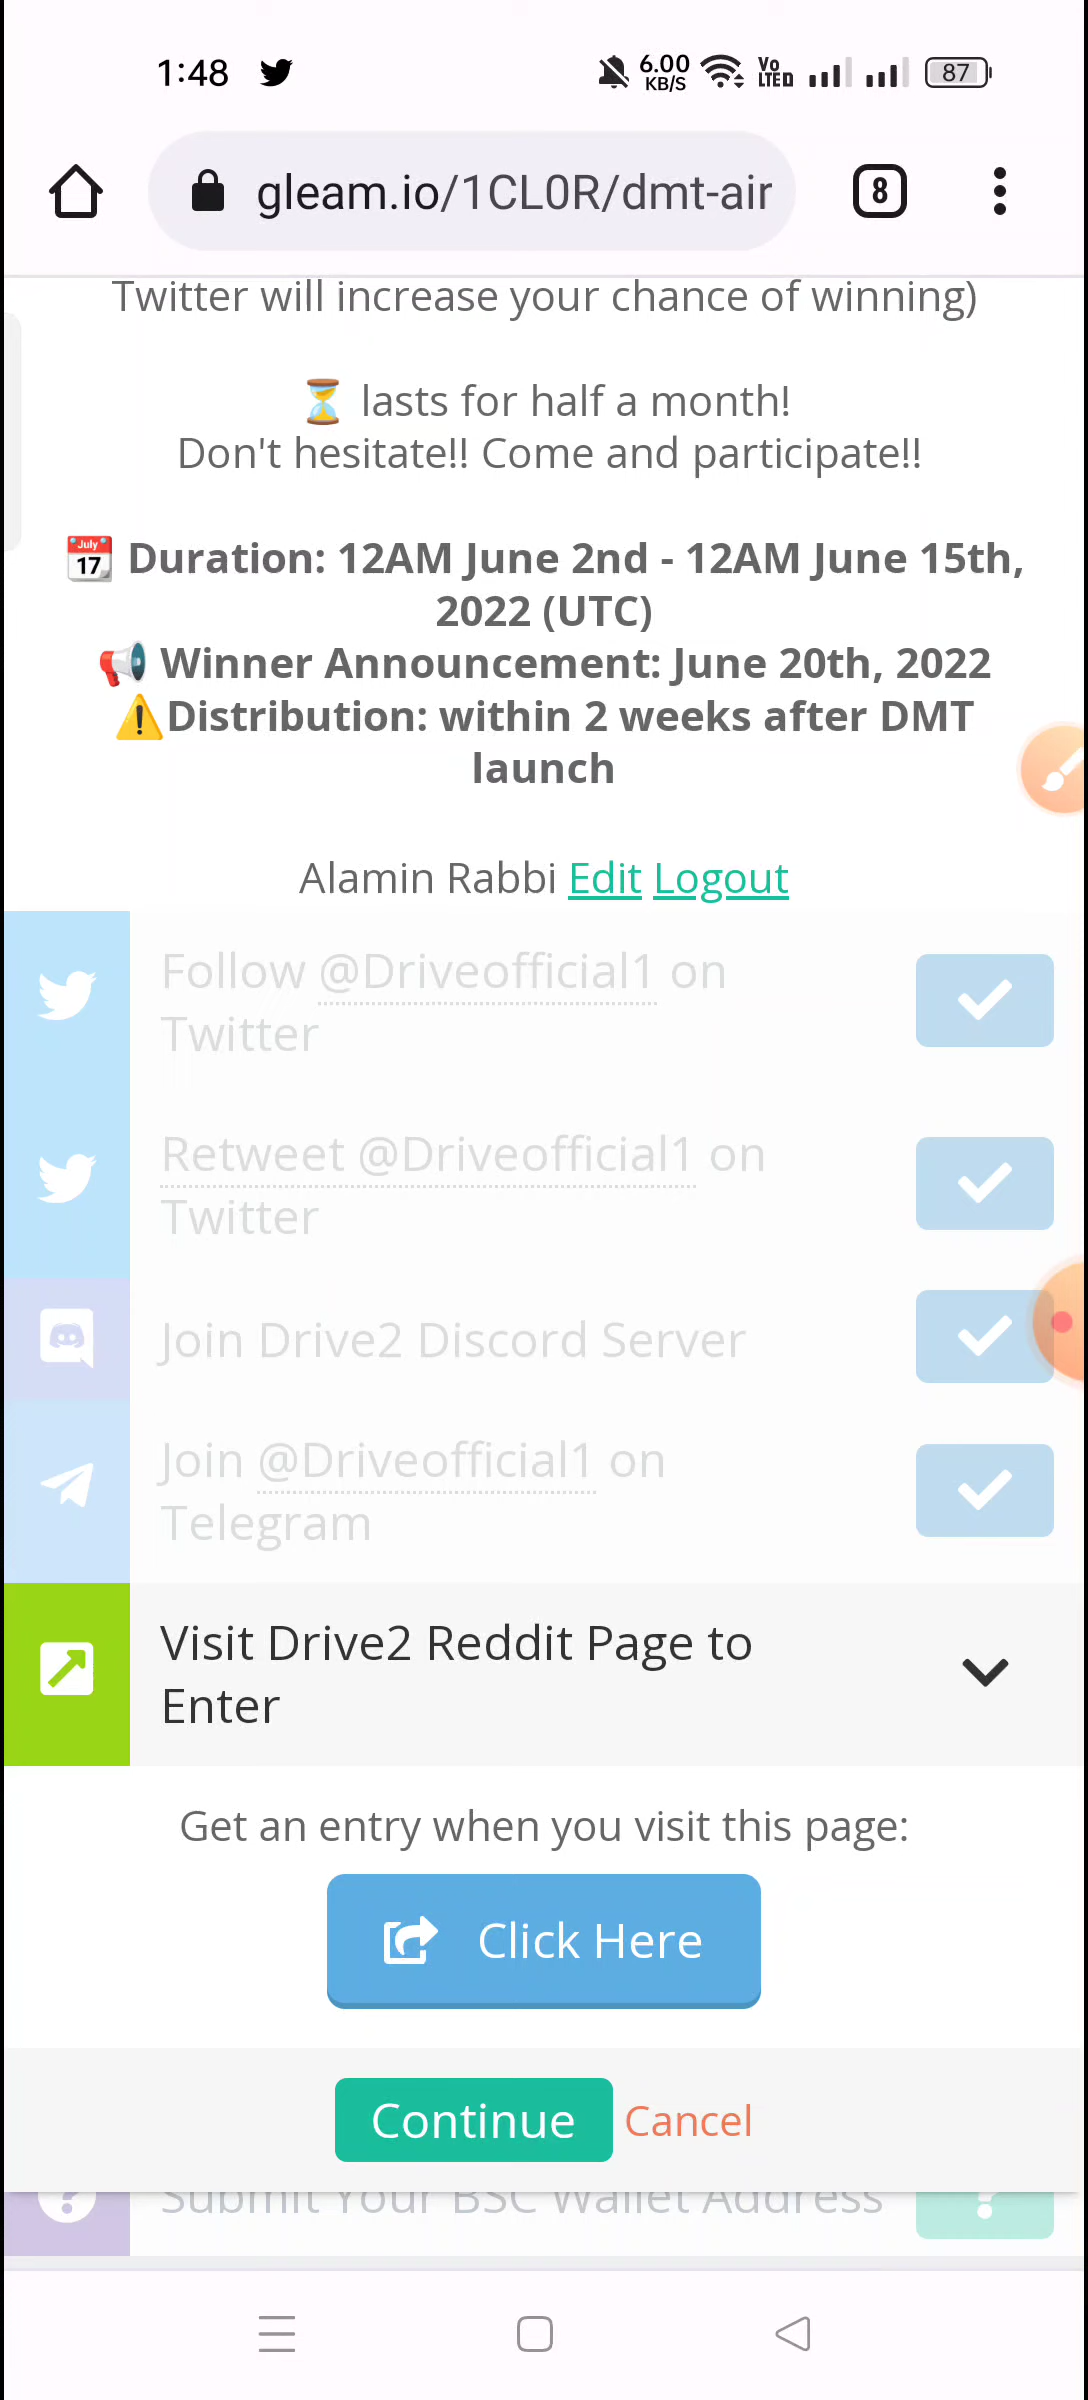 1:48
6.00
KB/S
Vo
LTE
87
gleam.io/1CL0R/dmt-air
8
Twitter will increase your chance of winning)
⏳ lasts for half a month!
Don't hesitate!! Come and participate!!
📅 Duration: 12AM June 2nd - 12AM June 15th,
2022 (UTC)
📢 Winner Announcement: June 20th, 2022
⚠️Distribution: within 2 weeks after DMT
launch
Alamin Rabbi Edit Logout
Follow @Driveofficial1 on
Twitter
Retweet @Driveofficial1 on
Twitter
Join Drive2 Discord Server
Join @Driveofficial1 on
Telegram
Visit Drive2 Reddit Page to
Enter
Get an entry when you visit this page:
Click Here
Continue Cancel
Submit Your BSC Wallet Address